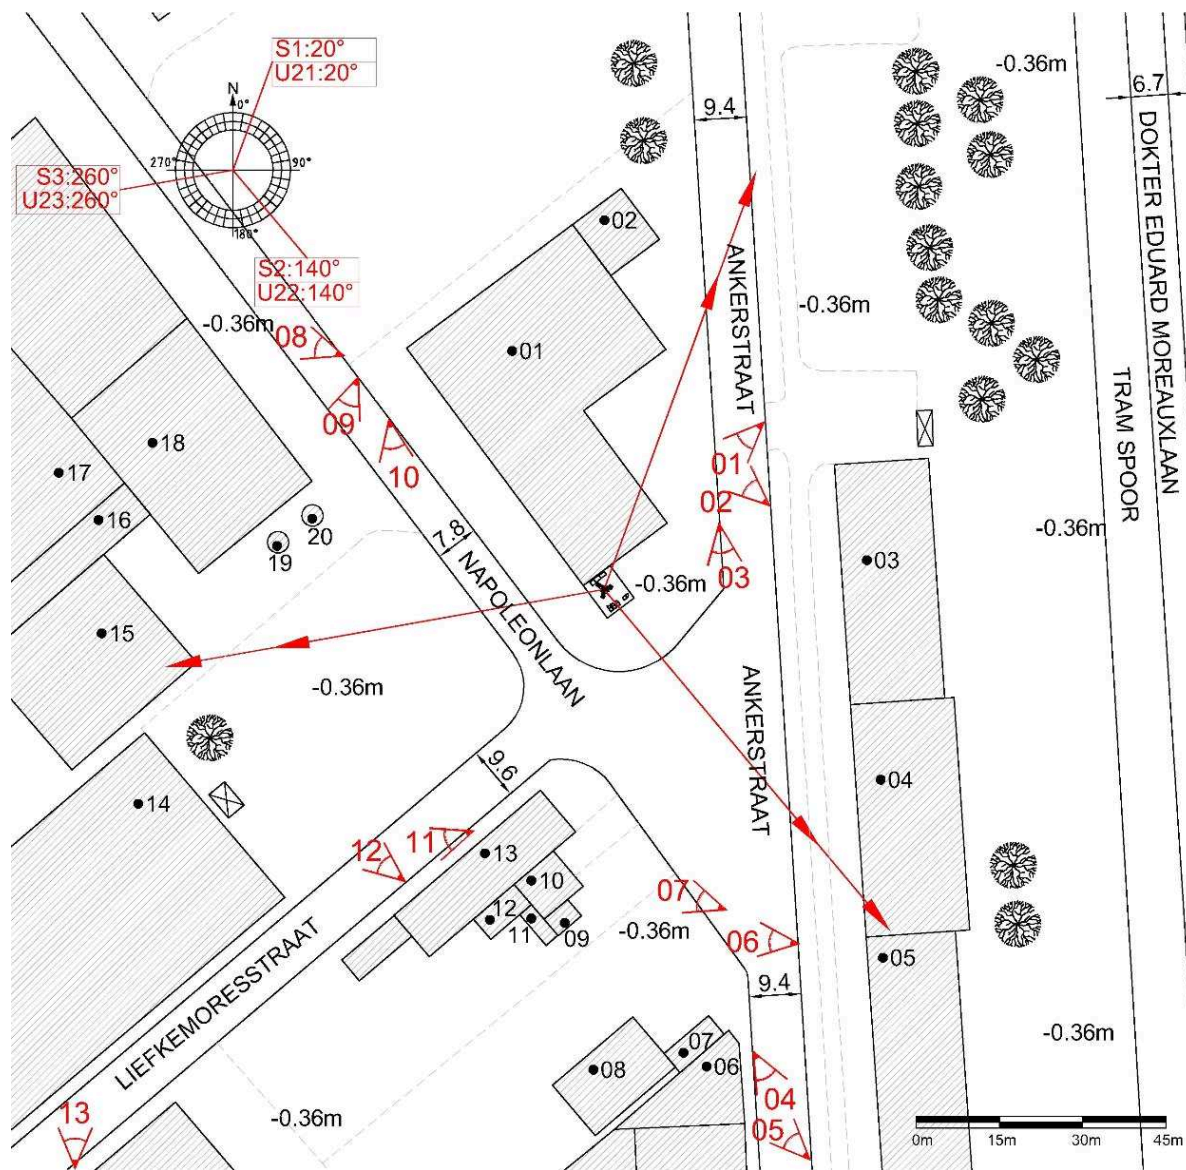 S1:20°
U21:20°
N
0°
270°
90°
180°
S3:260°
U23:260°
S2:140°
U22:140°
-0.36m
9.4
6.7
DOKTER EDUARD MOREAUXLAAN
TRAM SPOOR
ANKERSTRAAT
02
01
-0.36m
-0.36m
08
09
10
18
17
16
20
19
15
7.8
NAPOLEONLAAN
01
02
03
-0.36m
-0.36m
03
-0.36m
ANKERSTRAAT
04
9.6
14
12
11
13
10
12
11
09
07
06
-0.36m
05
9.4
LIEFKEMORESSTRAAT
07
06
08
04
05
-0.36m
-0.36m
13
0m 15m 30m 45m